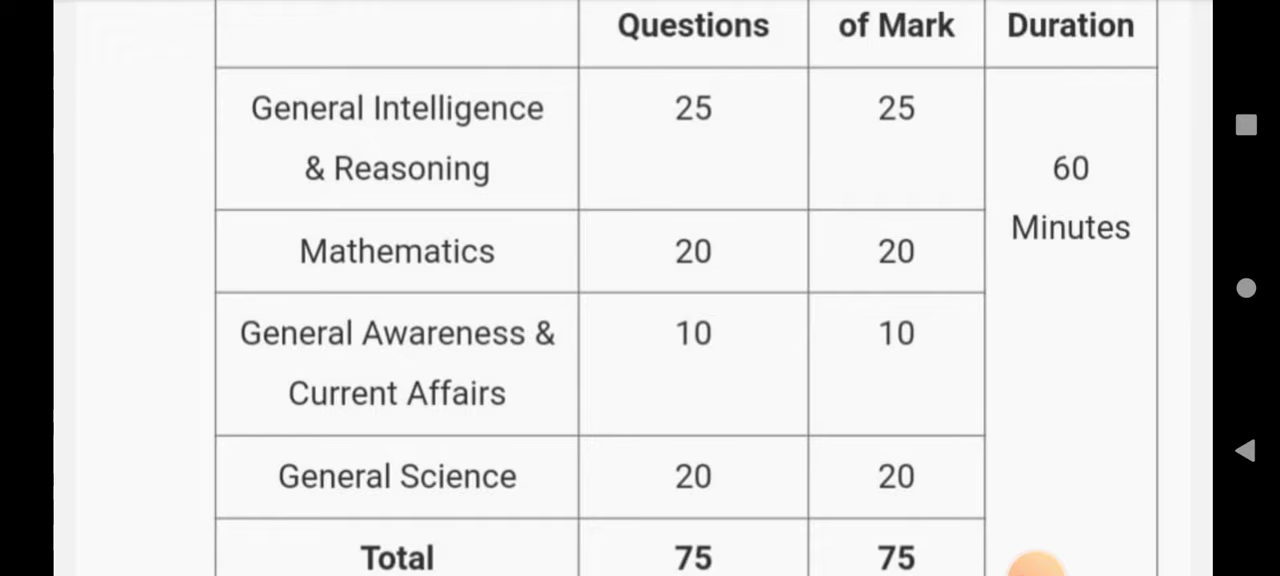 Questions of Mark Duration
General Intelligence 25 25
& Reasoning 60
Minutes
Mathematics 20 20
General Awareness & 10 10
Current Affairs
General Science 20 20
Total 75 75